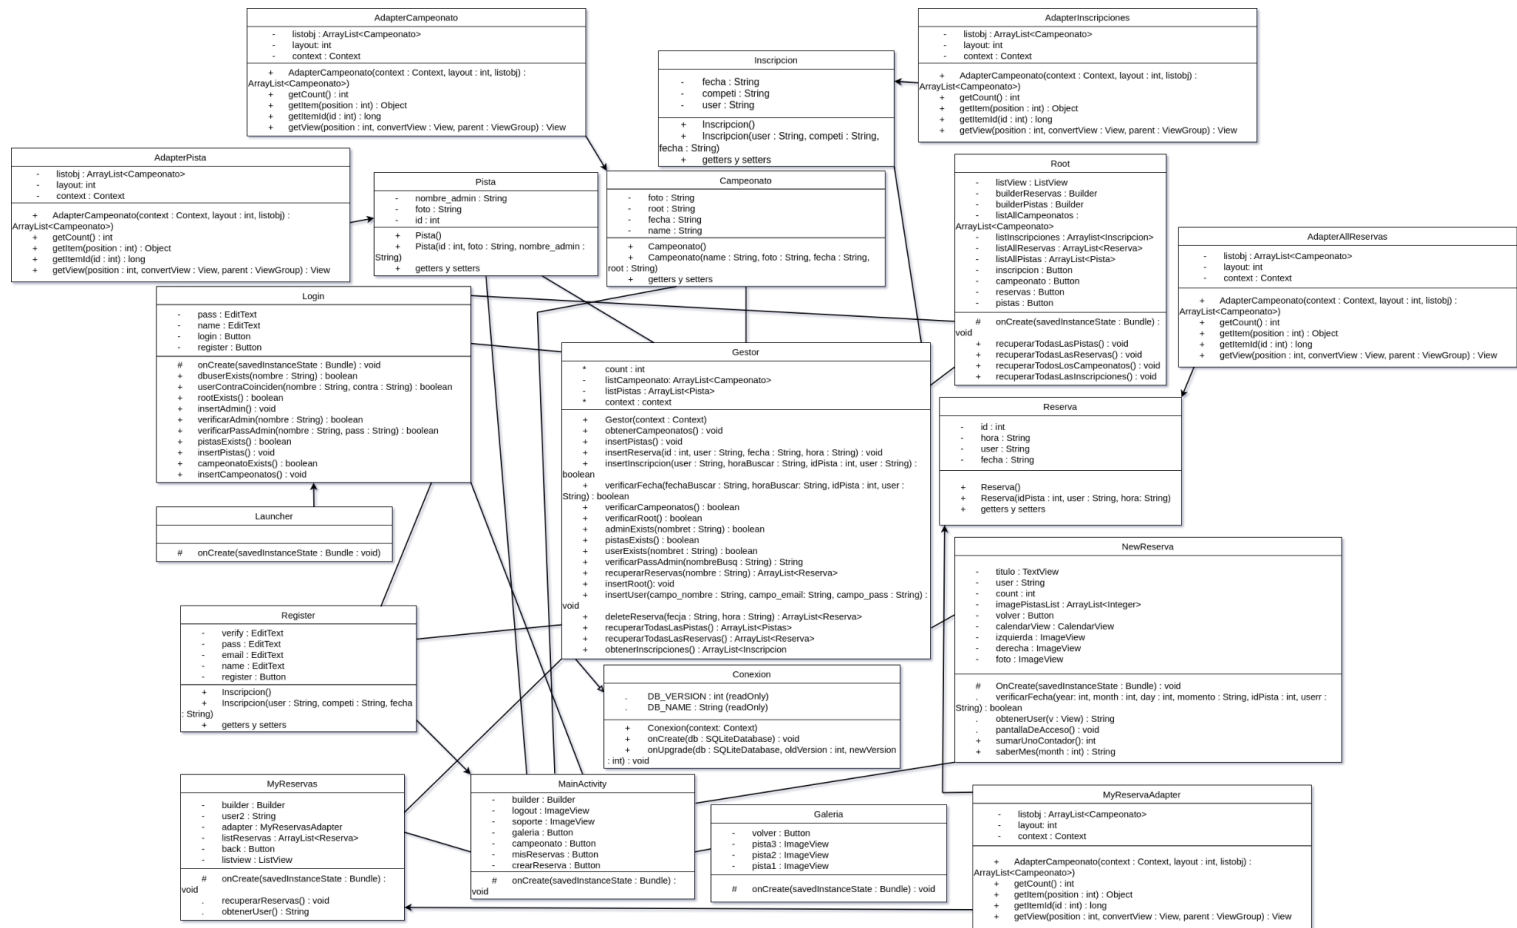 AdapterCampeonato
- listobj : ArrayList<Campeonato>
- layout: int
- context : Context
+ AdapterCampeonato(context : Context, layout : int, listobj) :
ArrayList<Campeonato>)
+ getCount() : int
+ getItem(position : int) : Object
+ getItemId(id : int) : long
+ getView(position : int, convertView : View, parent : ViewGroup) : View
Inscripcion
- fecha : String
- competi : String
- user : String
+ Inscripcion()
+ Inscripcion(user : String, competi : String,
fecha : String)
+ getters y setters
AdapterInscripciones
- listobj : ArrayList<Campeonato>
- layout: int
- context : Context
+ AdapterCampeonato(context : Context, layout : int, listobj) :
ArrayList<Campeonato>)
+ getCount() : int
+ getItem(position : int) : Object
+ getItemId(id : int) : long
+ getView(position : int, convertView : View, parent : ViewGroup) : View
AdapterPista
- listobj : ArrayList<Campeonato>
- layout: int
- context : Context
+ AdapterCampeonato(context : Context, layout : int, listobj) :
ArrayList<Campeonato>)
+ getCount() : int
+ getItem(position : int) : Object
+ getItemId(id : int) : long
+ getView(position : int, convertView : View, parent : ViewGroup) : View
Pista
- nombre_admin : String
- foto : String
- id : int
+ Pista()
+ Pista(id : int, foto : String, nombre_admin :
String)
+ getters y setters
Campeonato
- foto : String
- root : String
- fecha : String
- name : String
+ Campeonato()
+ Campeonato(name : String, foto : String, fecha : String,
root : String)
+ getters y setters
Root
- listView : ListView
- builderReservas : Builder
- builderPistas : Builder
- listAllCampeonatos :
ArrayList<Campeonato>
- listInscripciones : Arraylist<Inscripcion>
- listAllReservas : ArrayList<Reserva>
- listAllPistas : ArrayList<Pista>
- inscripcion : Button
- campeonato : Button
- reservas : Button
- pistas : Button
# onCreate(savedInstanceState : Bundle) :
void
+ recuperarTodasLasPistas() : void
+ recuperarTodasLasReservas() : void
+ recuperarTodosLosCampeonatos() : void
+ recuperarTodasLasInscripciones() : void
AdapterAllReservas
- listobj : ArrayList<Campeonato>
- layout: int
- context : Context
+ AdapterCampeonato(context : Context, layout : int, listobj) :
ArrayList<Campeonato>)
+ getCount() : int
+ getItem(position : int) : Object
+ getItemId(id : int) : long
+ getView(position : int, convertView : View, parent : ViewGroup) : View
Login
- pass : EditText
- name : EditText
- login : Button
- register : Button
# onCreate(savedInstanceState : Bundle) : void
+ dbuserExists(nombre : String) : boolean
+ userContraCoinciden(nombre : String, contra : String) : boolean
+ rootExists() : boolean
+ insertAdmin() : void
+ verificarAdmin(nombre : String) : boolean
+ verificarPassAdmin(nombre : String, pass : String) : boolean
+ pistasExists() : boolean
+ insertPistas() : void
+ campeonatoExists() : boolean
+ insertCampeonatos() : void
Gestor
* count : int
- listCampeonato: ArrayList<Campeonato>
- listPistas : ArrayList<Pista>
* context : context
+ Gestor(context : Context)
+ obtenerCampeonatos() : void
+ insertPistas() : void
+ insertReserva(id : int, user : String, fecha : String, hora : String) : void
+ insertInscripcion(user : String, horaBuscar : String, idPista : int, user : String) :
boolean
+ verificarFecha(fechaBuscar : String, horaBuscar: String, idPista : int, user :
String) : boolean
+ verificarCampeonatos() : boolean
+ verificarRoot() : boolean
+ adminExists(nombret : String) : boolean
+ pistasExists() : boolean
+ userExists(nombret : String) : boolean
+ verificarPassAdmin(nombreBusq : String) : String
+ recuperarReservas(nombre : String) : ArrayList<Reserva>
+ insertRoot(): void
+ insertUser(campo_nombre : String, campo_email: String, campo_pass : String) :
void
+ deleteReserva(fecja : String, hora : String) : ArrayList<Reserva>
+ recuperarTodasLasPistas() : ArrayList<Pistas>
+ recuperarTodasLasReservas() : ArrayList<Reserva>
+ obtenerInscripciones() : ArrayList<Inscripcion
Reserva
- id : int
- hora : String
- user : String
- fecha : String
+ Reserva()
+ Reserva(idPista : int, user : String, hora: String)
+ getters y setters
Launcher
# onCreate(savedInstanceState : Bundle : void)
NewReserva
- titulo : TextView
- user : String
- count : int
- imagePistasList : ArrayList<Integer>
- volver : Button
- calendarView : CalendarView
- izquierda : ImageView
- derecha : ImageView
- foto : ImageView
# OnCreate(savedInstanceState : Bundle) : void
. verificarFecha(year: int, month : int, day : int, momento : String, idPista : int, userr :
String) : boolean
. obtenerUser(v : View) : String
. pantallaDeAcceso() : void
+ sumarUnoContador(): int
+ saberMes(month : int) : String
Register
- verify : EditText
- pass : EditText
- email : EditText
- name : EditText
- register : Button
+ Inscripcion()
+ Inscripcion(user : String, competi : String, fecha
: String)
+ getters y setters
Conexion
. DB_VERSION : int (readOnly)
. DB_NAME : String (readOnly)
+ Conexion(context: Context)
+ onCreate(db : SQLiteDatabase) : void
+ onUpgrade(db : SQLiteDatabase, oldVersion : int, newVersion
: int) : void
MyReservas
- builder : Builder
- user2 : String
- adapter : MyReservasAdapter
- listReservas : ArrayList<Reserva>
- back : Button
- listview : ListView
# onCreate(savedInstanceState : Bundle) :
void
. recuperarReservas() : void
. obtenerUser() : String
MainActivity
- builder : Builder
- logout : ImageView
- soporte : ImageView
- galeria : Button
- campeonato : Button
- misReservas : Button
- crearReserva : Button
# onCreate(savedInstanceState : Bundle) :
void
Galeria
- volver : Button
- pista3 : ImageView
- pista2 : ImageView
- pista1 : ImageView
# onCreate(savedInstanceState : Bundle) : void
MyReservaAdapter
- listobj : ArrayList<Campeonato>
- layout: int
- context : Context
+ AdapterCampeonato(context : Context, layout : int, listobj) :
ArrayList<Campeonato>)
+ getCount() : int
+ getItem(position : int) : Object
+ getItemId(id : int) : long
+ getView(position : int, convertView : View, parent : ViewGroup) : View